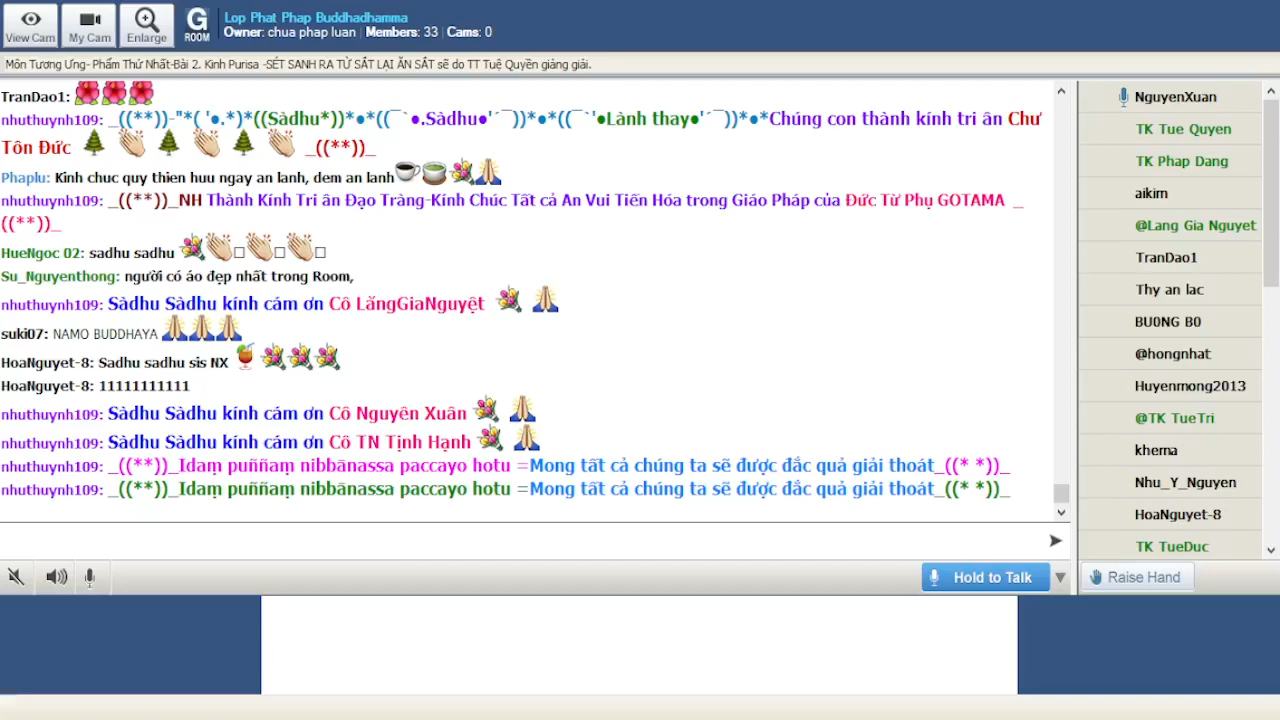 Lop Phat Phap Buddhadhamma
Owner: chua phap luan | Members: 33 | Cams: 0
View Cam
My Cam
Enlarge
G
ROOM
Môn Tương Ưng- Phẩm Thứ Nhất-Bài 2. Kinh Purisa -SÉT SANH RA TỪ SẮT LẠI ĂN SẮT sẽ do TT Tuệ Quyền giảng giải.
TranDao1:
nhuthuynh109: _((**))-"*( '●.*)*((Sàdhu*))*●*((¯`●.Sàdhu●'´¯))*●*((¯`'●Lành thay●'´¯))*●*Chúng con thành kính tri ân Chư
Tôn Đức _((**))_
Phaplu: Kinh chuc quy thien huu ngay an lanh, dem an lanh
nhuthuynh109: _((**))_NH Thành Kính Tri ân Đạo Tràng-Kính Chúc Tất cả An Vui Tiến Hóa trong Giáo Pháp của Đức Từ Phụ GOTAMA _
((**))_
HueNgoc 02: sadhu sadhu
Su_Nguyenthong: người có áo đẹp nhất trong Room,
nhuthuynh109: Sàdhu Sàdhu kính cám ơn Cô LăngGiaNguyệt
suki07: NAMO BUDDHAYA
HoaNguyet-8: Sadhu sadhu sis NX
HoaNguyet-8: 11111111111
nhuthuynh109: Sàdhu Sàdhu kính cám ơn Cô Nguyên Xuân
nhuthuynh109: Sàdhu Sàdhu kính cám ơn Cô TN Tịnh Hạnh
nhuthuynh109: _((**))_Idaṃ puññaṃ nibbānassa paccayo hotu =Mong tất cả chúng ta sẽ được đắc quả giải thoát_((* *))_
nhuthuynh109: _((**))_Idaṃ puññaṃ nibbānassa paccayo hotu =Mong tất cả chúng ta sẽ được đắc quả giải thoát_((* *))_
Hold to Talk
NguyenXuan
TK Tue Quyen
TK Phap Dang
aikim
@Lang Gia Nguyet
TranDao1
Thy an lac
BU0NG B0
@hongnhat
Huyenmong2013
@TK TueTri
khema
Nhu_Y_Nguyen
HoaNguyet-8
TK TueDuc
Raise Hand